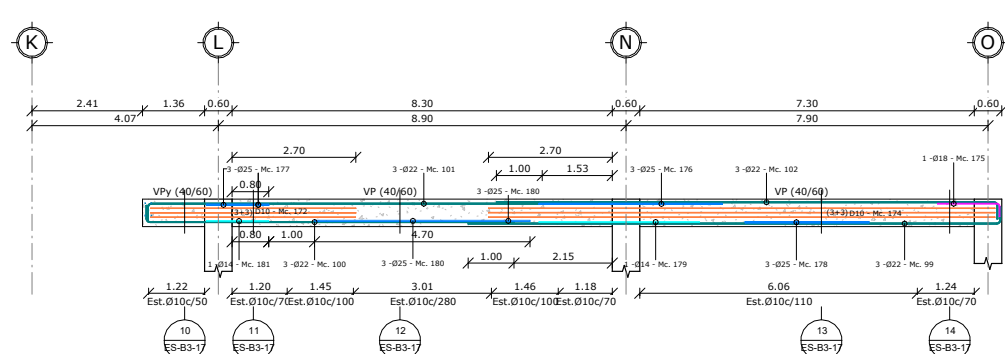 K L N O
2.41 1.36 0.60 8.30 0.60 7.30 0.60
4.07 8.90 7.90
2.70 2.70
3 -Ø25 - Mc. 177 3 -Ø22 - Mc. 101 1.00 1.53 3 -Ø25 - Mc. 176 3 -Ø22 - Mc. 102 1 -Ø18 - Mc. 175
VPy (40/60) 0.80 VP (40/60) 3 -Ø25 - Mc. 180 VP (40/60)
(3+3) D10 - Mc. 172 (3+3) D10 - Mc. 174
0.80 1.00 4.70
1 -Ø14 - Mc. 181 3 -Ø22 - Mc. 100 3 -Ø25 - Mc. 180 1.00 2.15 1 -Ø14 - Mc. 179 3 -Ø25 - Mc. 178 3 -Ø22 - Mc. 99
1.22 1.20 1.45 3.01 1.46 1.18 6.06 1.24
Est.Ø10c/50 Est.Ø10c/70 Est.Ø10c/100 Est.Ø10c/280 Est.Ø10c/100 Est.Ø10c/70 Est.Ø10c/110 Est.Ø10c/70
10 11 12 13 14
ES-B3-17 ES-B3-17 ES-B3-17 ES-B3-17 ES-B3-17